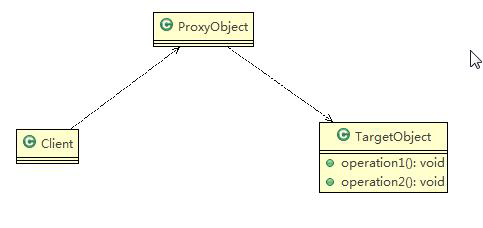 C ProxyObject
C Client
C TargetObject
operation1(): void
operation2(): void